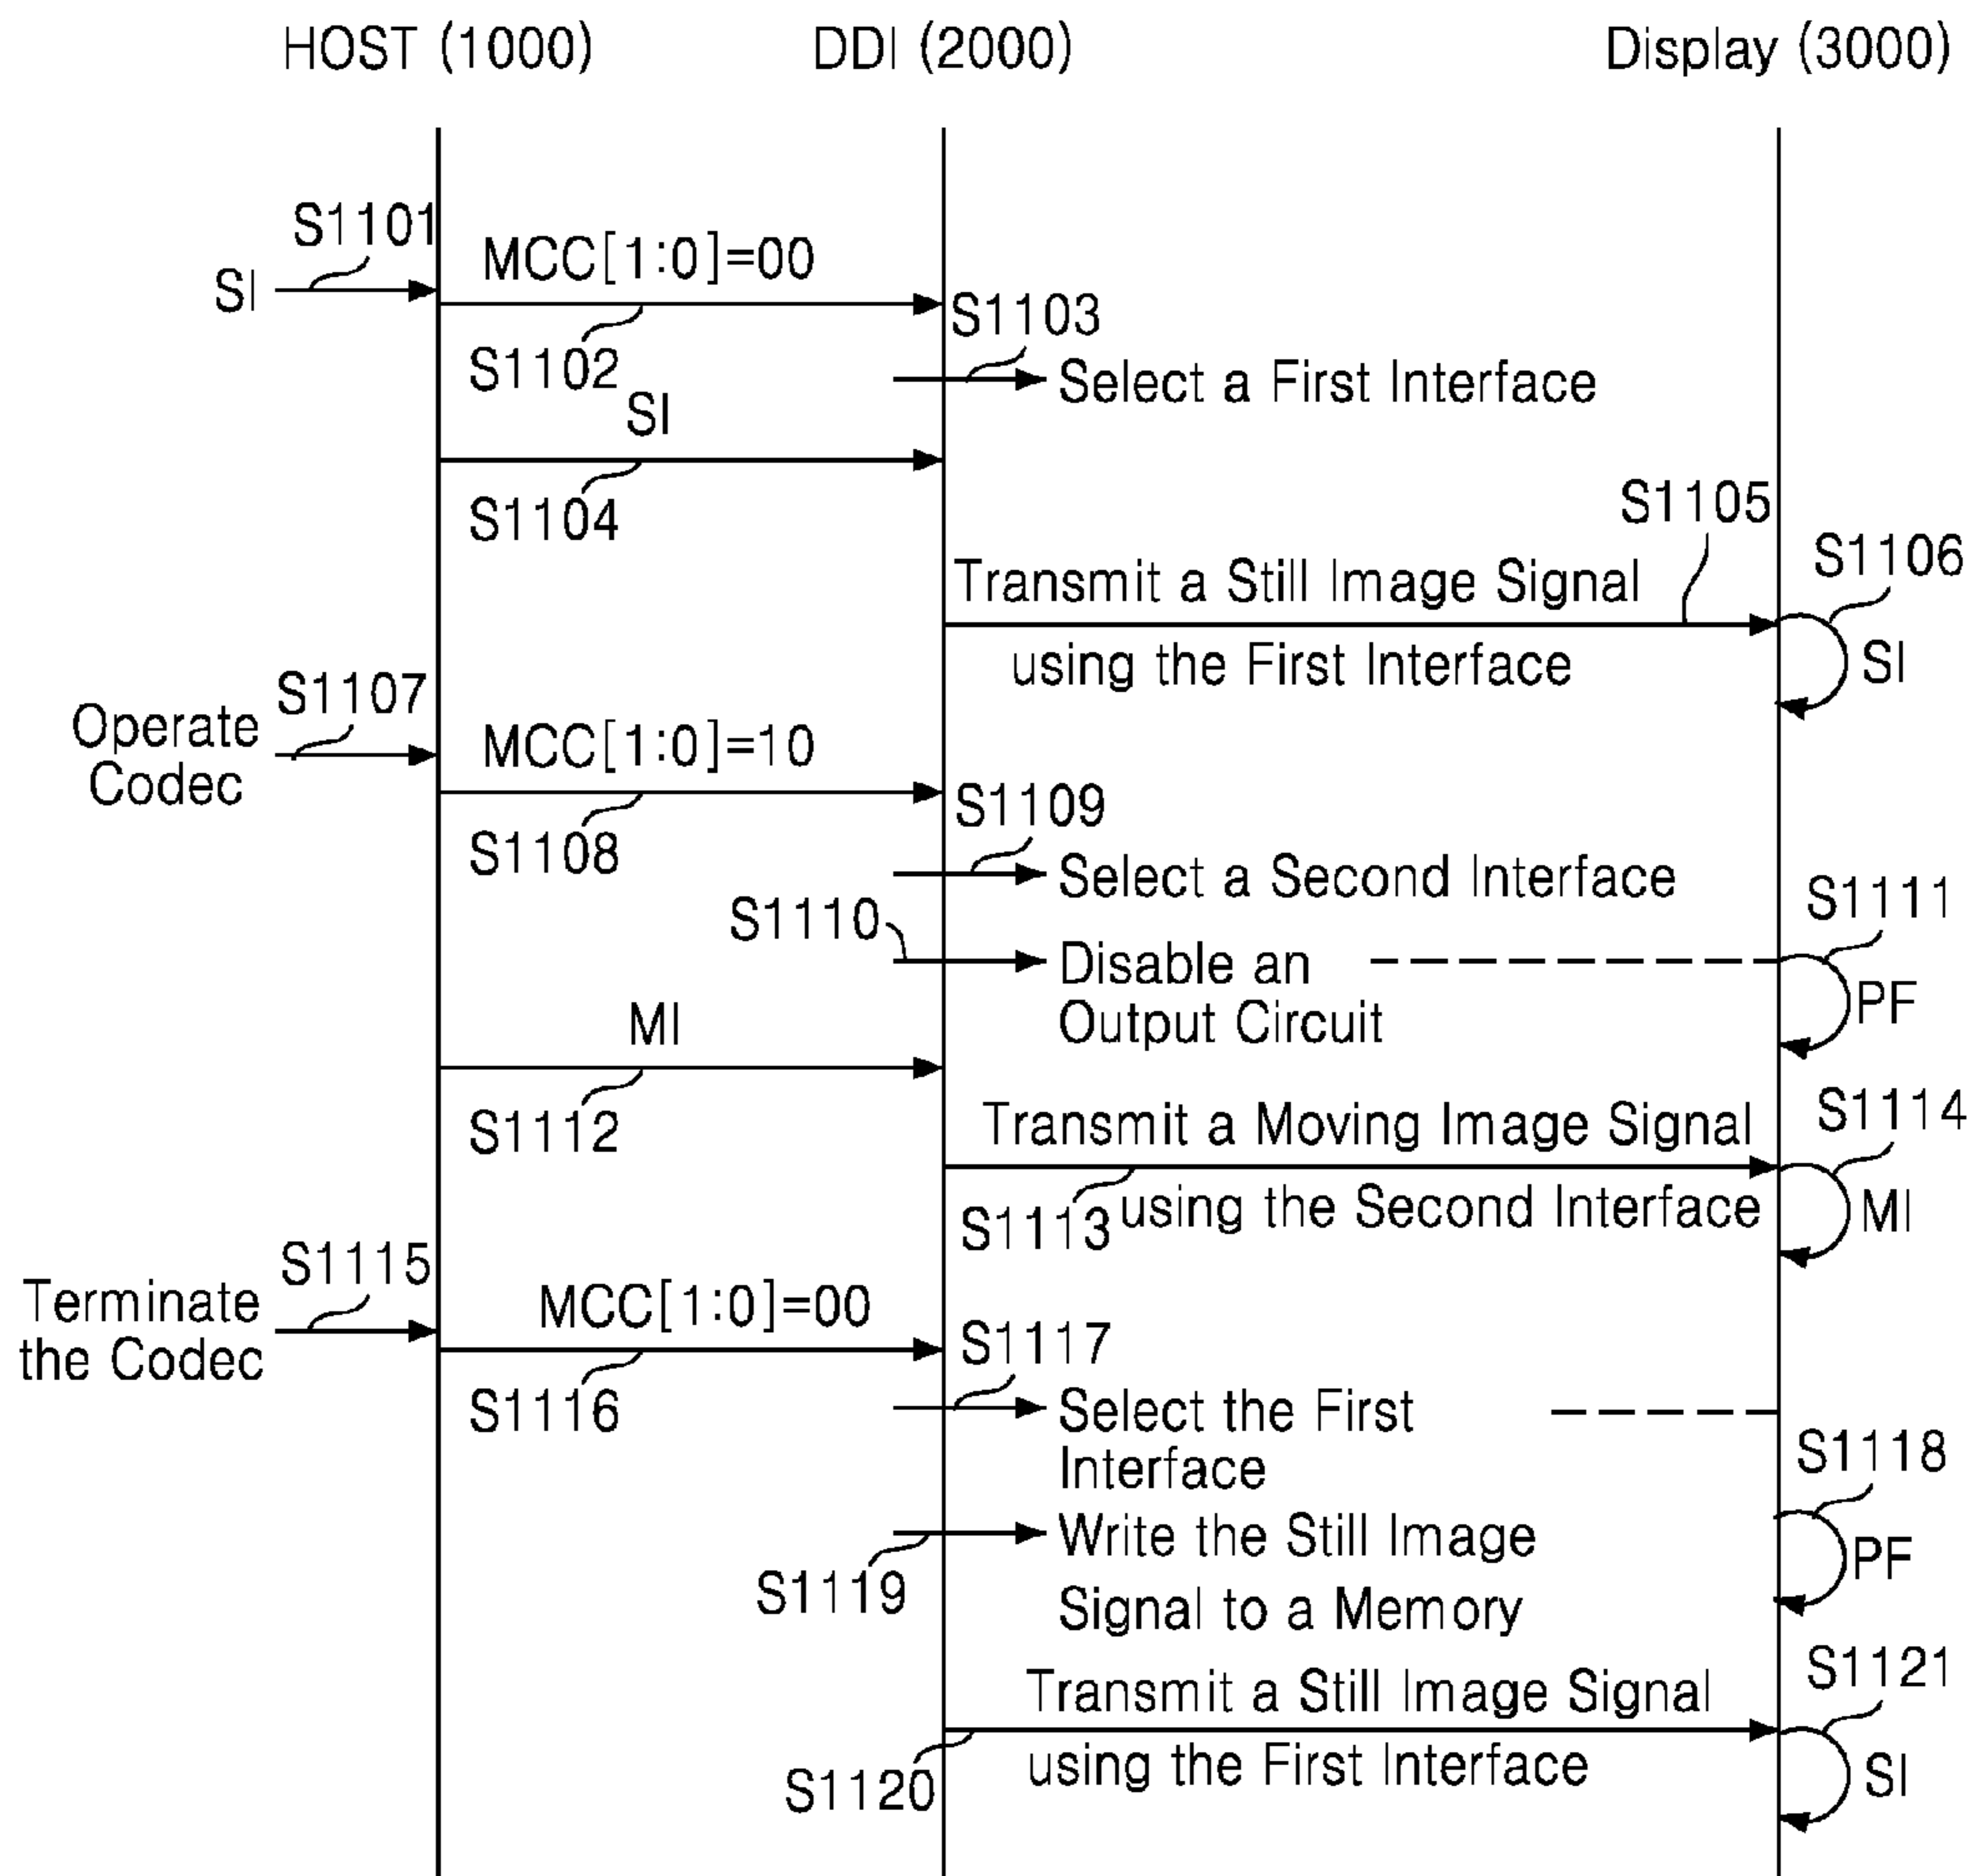 HOST (1000)
DDI (2000)
Display (3000)
S1101
SI
MCC[1:0]=00
S1102
S1103
Select a First Interface
SI
S1104
S1105
Transmit a Still Image Signal
using the First Interface
S1106
SI
S1107
Operate
Codec
MCC[1:0]=10
S1108
S1109
Select a Second Interface
S1110
Disable an
Output Circuit
S1111
PF
MI
S1112
Transmit a Moving Image Signal
using the Second Interface
S1113
S1114
MI
S1115
Terminate
the Codec
MCC[1:0]=00
S1116
S1117
Select the First
Interface
S1118
PF
S1119
Write the Still Image
Signal to a Memory
Transmit a Still Image Signal
using the First Interface
S1120
S1121
SI